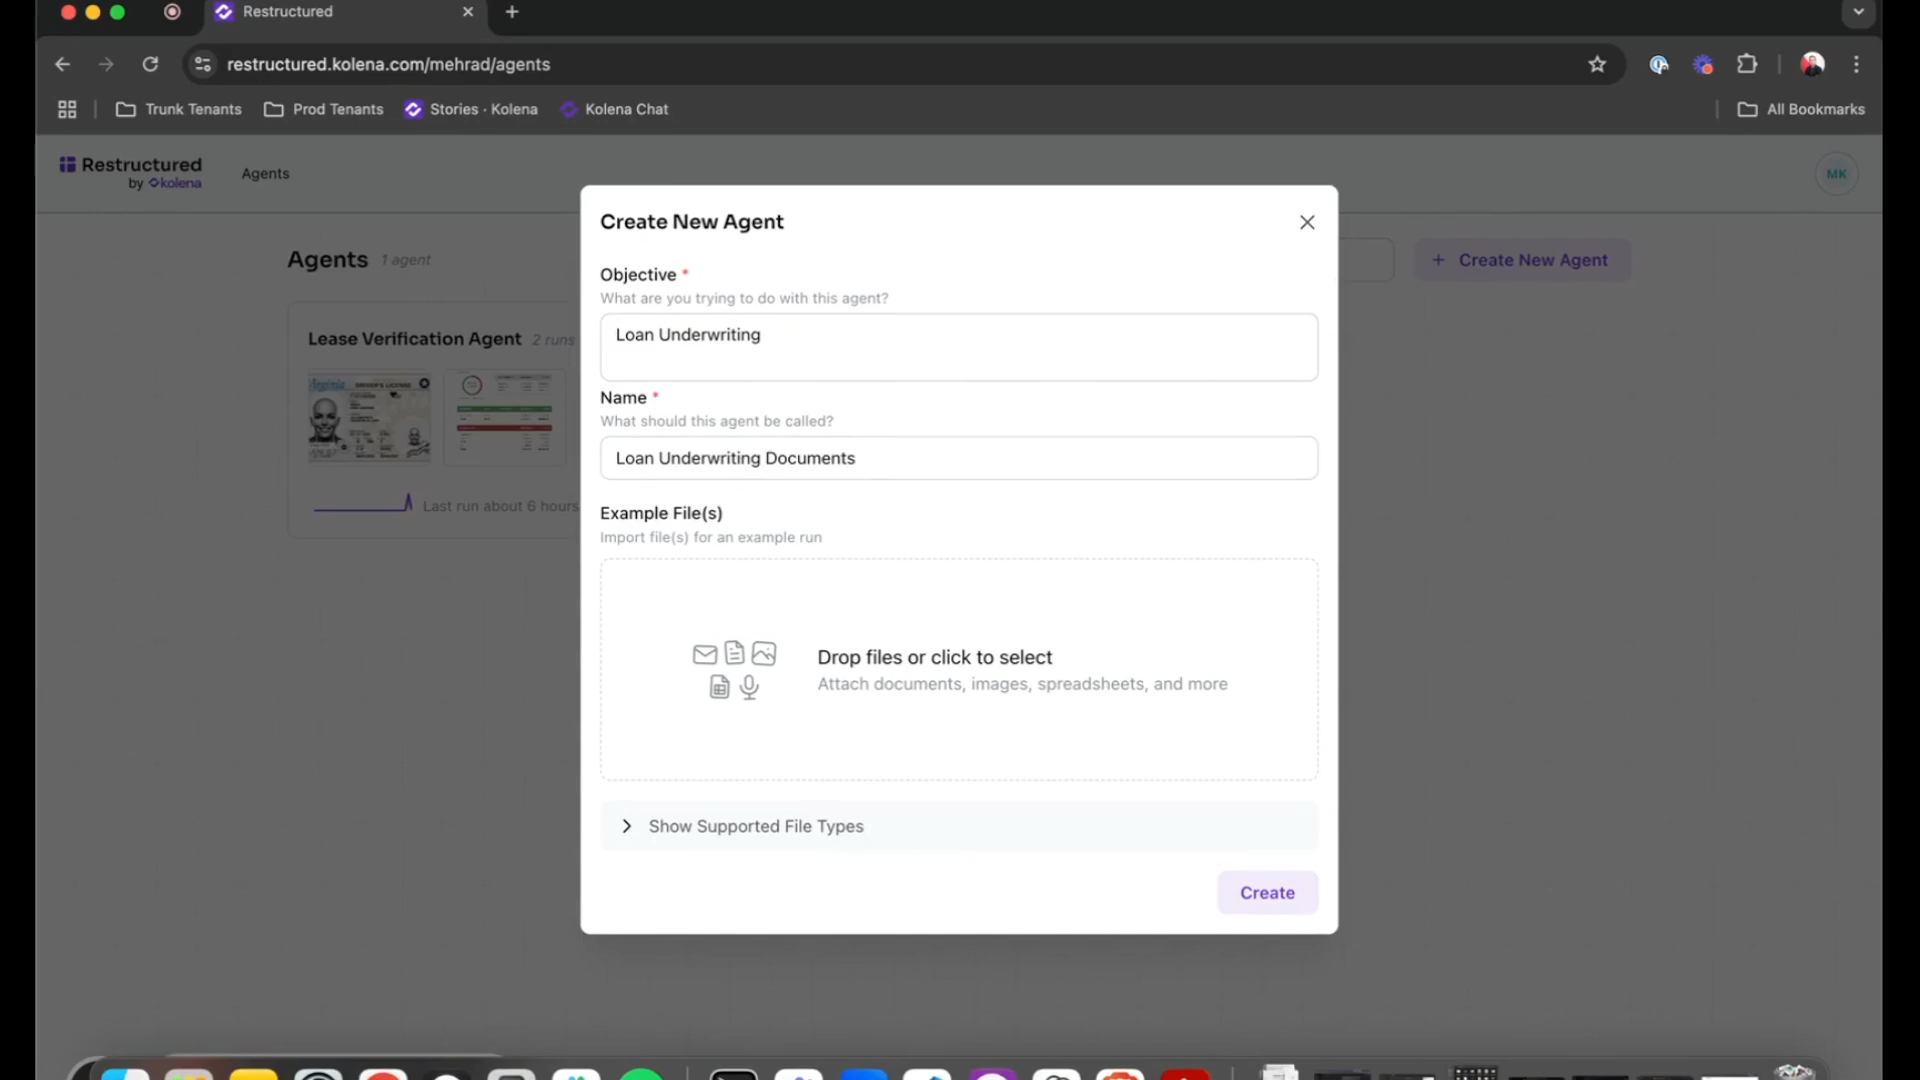 Restructured
restructured.kolena.com/mehrad/agents
Trunk Tenants
Prod Tenants
Stories · Kolena
Kolena Chat
All Bookmarks
Restructured
by kolena
Agents
MK
Agents 1 agent
+ Create New Agent
Lease Verification Agent 2 runs
DRIVER'S LICENSE
Last run about 6 hours
Create New Agent
Objective *
What are you trying to do with this agent?
Loan Underwriting
Name *
What should this agent be called?
Loan Underwriting Documents
Example File(s)
Import file(s) for an example run
Drop files or click to select
Attach documents, images, spreadsheets, and more
Show Supported File Types
Create